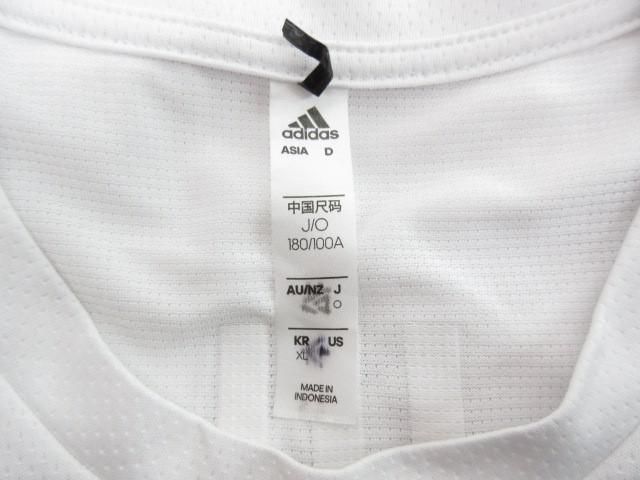 adidas
ASIA D
中国尺码
J/O
180/100A
AU/NZ J
O
KR US
XL
MADE IN
INDONESIA